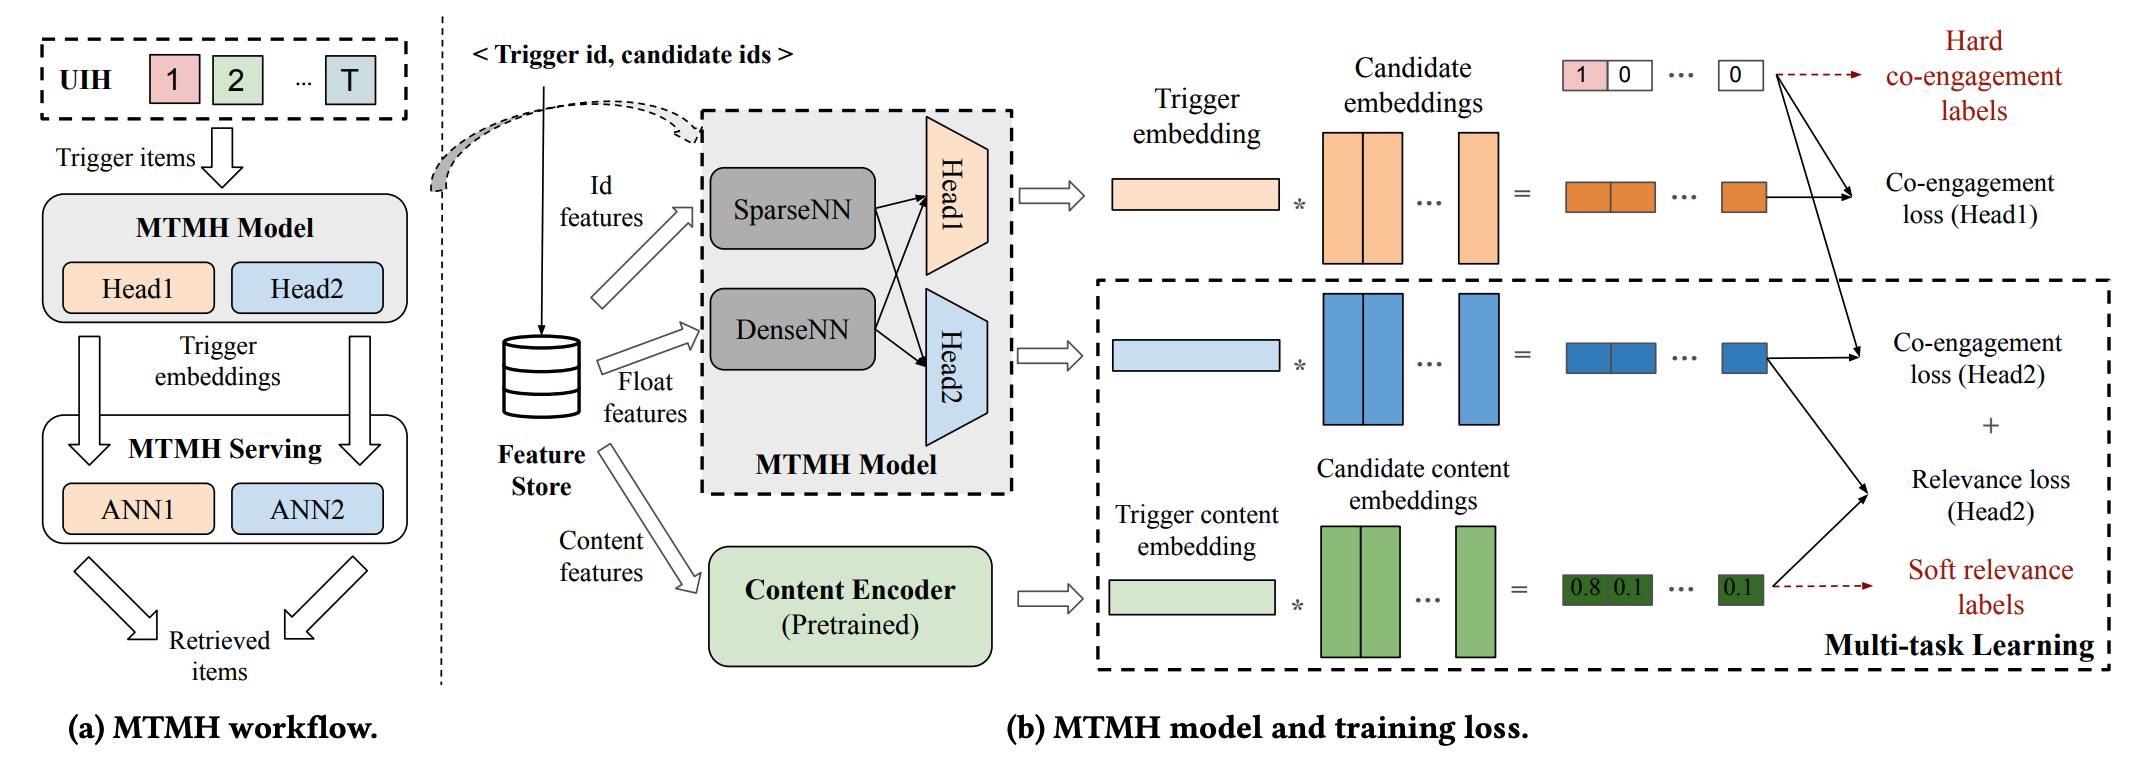 UIH
1
2
...
T
Trigger items
MTMH Model
Head1
Head2
Trigger
embeddings
MTMH Serving
ANN1
ANN2
Retrieved
items
(a) MTMH workflow.
< Trigger id, candidate ids >
Id
features
Float
features
Feature
Store
Content
features
SparseNN
DenseNN
Head1
Head2
MTMH Model
Content Encoder
(Pretrained)
Trigger
embedding
*
Candidate
embeddings
...
=
1 0 ... 0
...
Hard
co-engagement
labels
Co-engagement
loss (Head1)
*
...
=
...
Co-engagement
loss (Head2)
+
Relevance loss
(Head2)
Trigger content
embedding
*
Candidate content
embeddings
...
=
0.8 0.1 ... 0.1
Soft relevance
labels
Multi-task Learning
(b) MTMH model and training loss.